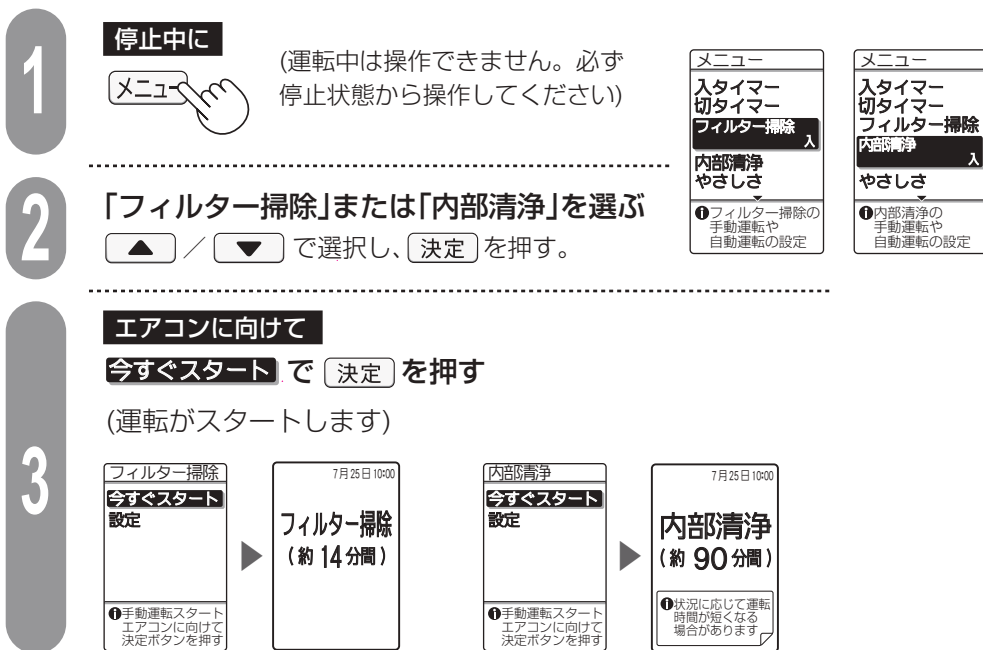 1
停止中に
メニュー
(運転中は操作できません。必ず
停止状態から操作してください)
メニュー
入タイマー
切タイマー
フィルター掃除
入
内部清浄
やさしさ
フィルター掃除の
手動運転や
自動運転の設定
メニュー
入タイマー
切タイマー
フィルター掃除
内部清浄
入
やさしさ
内部清浄の
手動運転や
自動運転の設定
2
「フィルター掃除」または「内部清浄」を選ぶ
▲ / ▼ で選択し、決定 を押す。
3
エアコンに向けて
今すぐスタート で 決定 を押す
(運転がスタートします)
フィルター掃除
今すぐスタート
設定
手動運転スタート
エアコンに向けて
決定ボタンを押す
7月25日10:00
フィルター掃除
(約14分間)
内部清浄
今すぐスタート
設定
手動運転スタート
エアコンに向けて
決定ボタンを押す
7月25日10:00
内部清浄
(約90分間)
状況に応じて運転
時間が短くなる
場合があります